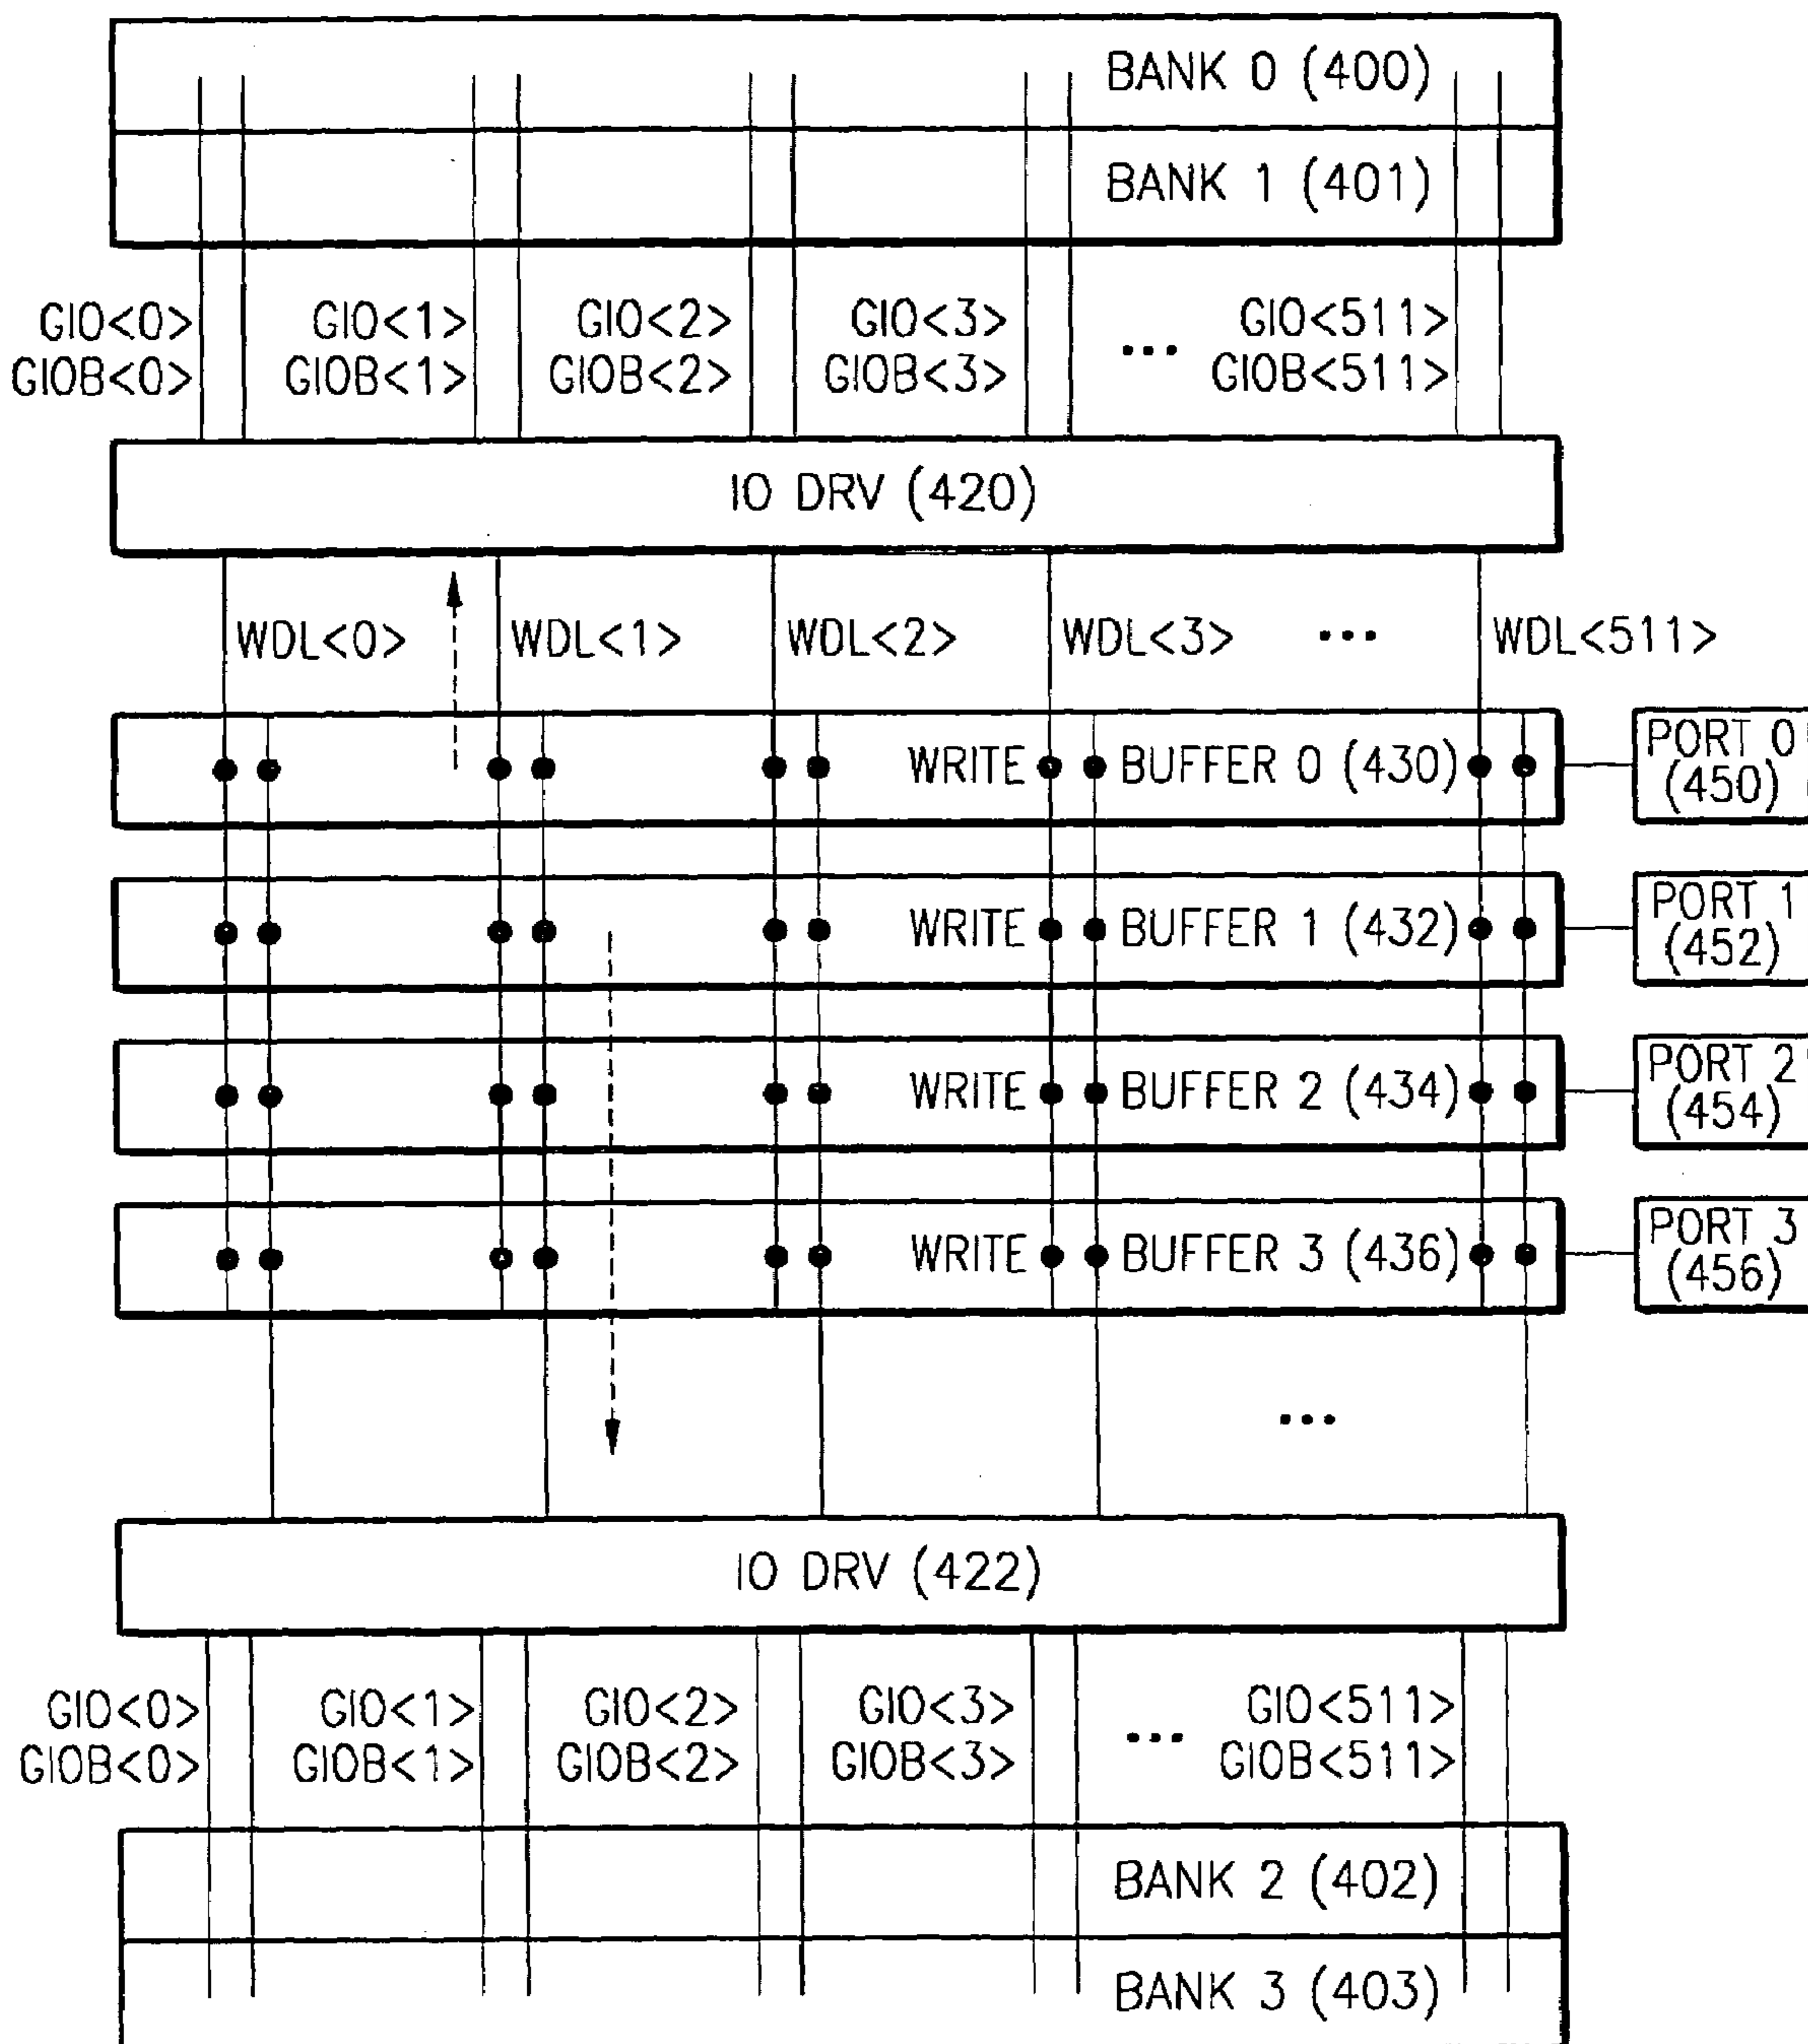 BANK 0 (400)
BANK 1 (401)
GIO<0> GIO<1> GIO<2> GIO<3> GIO<511>
GIOB<0> GIOB<1> GIOB<2> GIOB<3> ... GIOB<511>
IO DRV (420)
WDL<0> WDL<1> WDL<2> WDL<3> ... WDL<511>
WRITE BUFFER 0 (430) PORT 0
(450)
WRITE BUFFER 1 (432) PORT 1
(452)
WRITE BUFFER 2 (434) PORT 2
(454)
WRITE BUFFER 3 (436) PORT 3
(456)
...
IO DRV (422)
GIO<0> GIO<1> GIO<2> GIO<3> GIO<511>
GIOB<0> GIOB<1> GIOB<2> GIOB<3> ... GIOB<511>
BANK 2 (402)
BANK 3 (403)